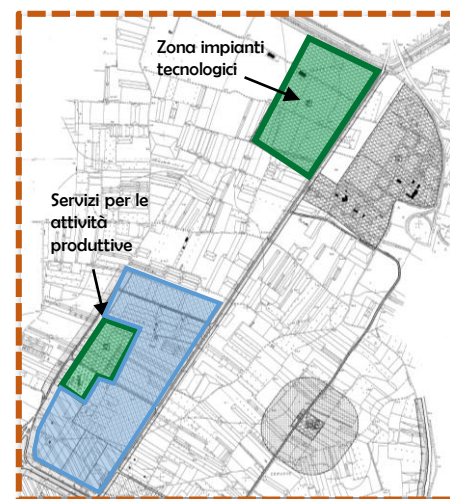 Zona impianti
tecnologici
Servizi per le
attività
produttive